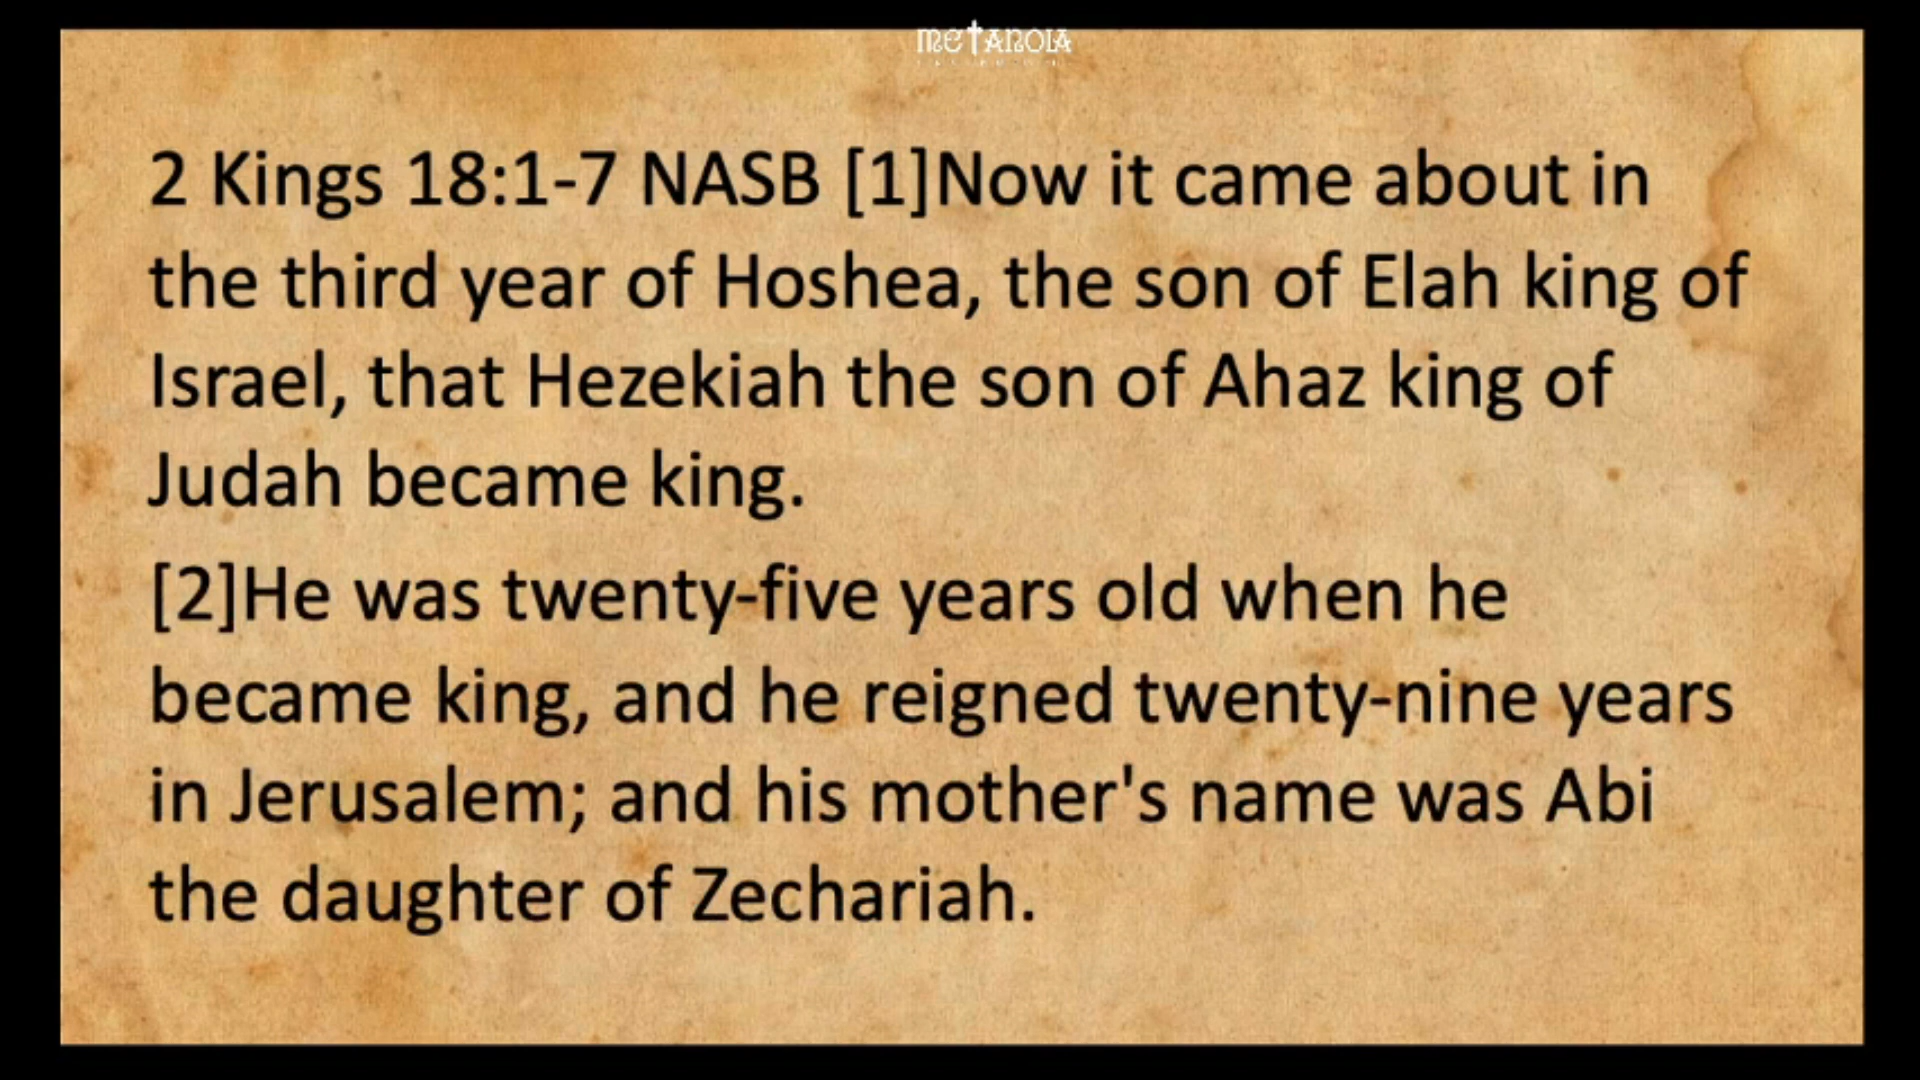 METANOIA
2 Kings 18:1-7 NASB [1]Now it came about in
the third year of Hoshea, the son of Elah king of
Israel, that Hezekiah the son of Ahaz king of
Judah became king.
[2]He was twenty-five years old when he
became king, and he reigned twenty-nine years
in Jerusalem; and his mother's name was Abi
the daughter of Zechariah.